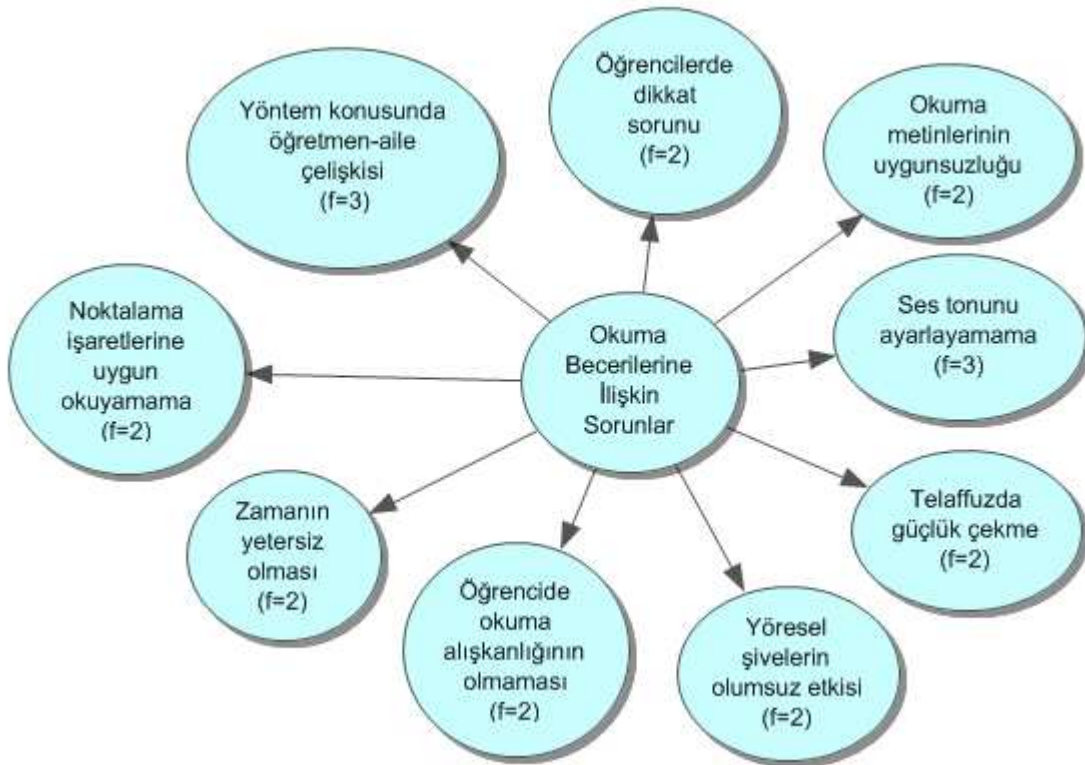 Yöntem konusunda
öğretmen-aile
çelişkisi
(f=3)
Öğrencilerde
dikkat
sorunu
(f=2)
Okuma
metinlerinin
uygunsuzluğu
(f=2)
Noktalama
işaretlerine
uygun
okuyamama
(f=2)
Okuma
Becerilerine
İlişkin
Sorunlar
Ses tonunu
ayarlayamama
(f=3)
Zamanın
yetersiz
olması
(f=2)
Öğrencide
okuma
alışkanlığının
olmaması
(f=2)
Yöresel
şivelerin
olumsuz etkisi
(f=2)
Telaffuzda
güçlük çekme
(f=2)